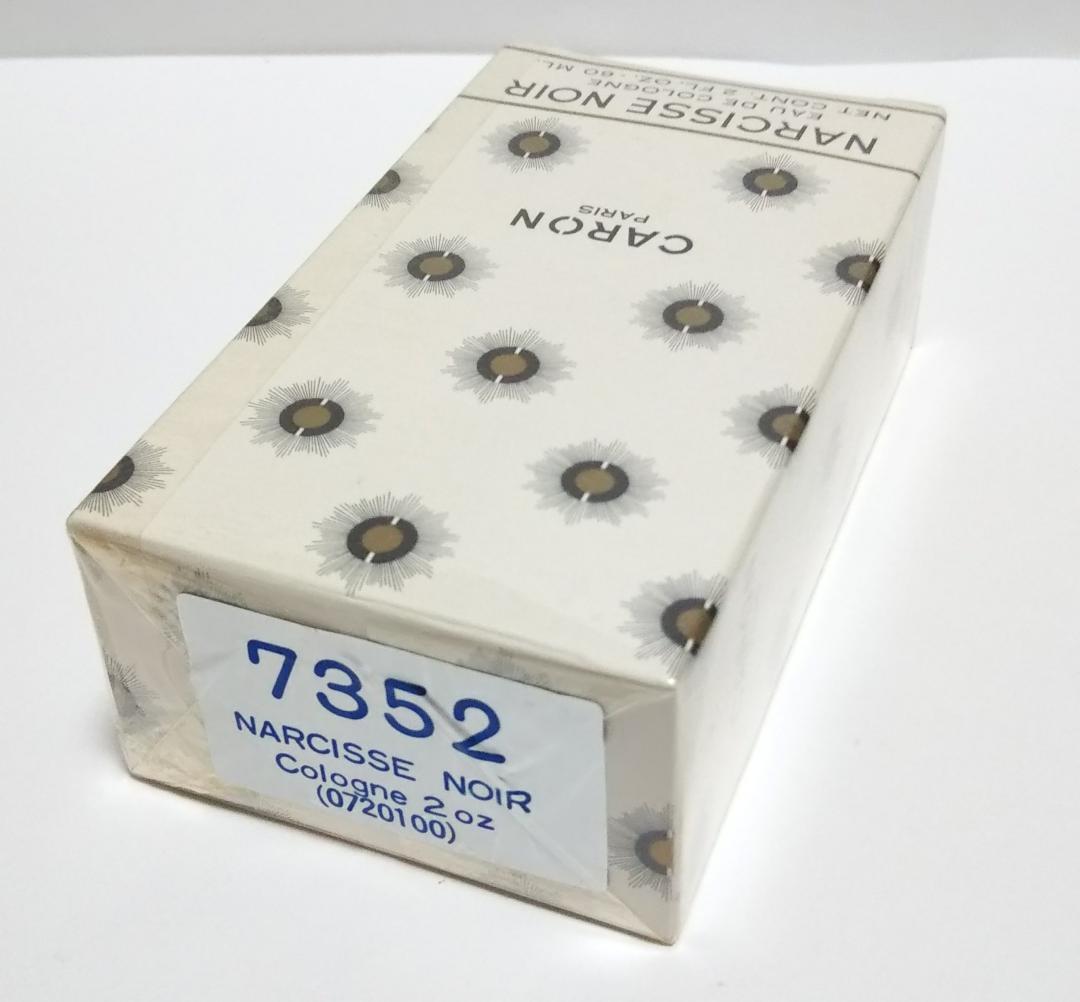 CARON
PARIS
NARCISSE NOIR
EAU DE COLOGNE
NET CONT. 2 FL. OZ. - 60 ML.
7352
NARCISSE NOIR
Cologne 2 oz
(0720100)